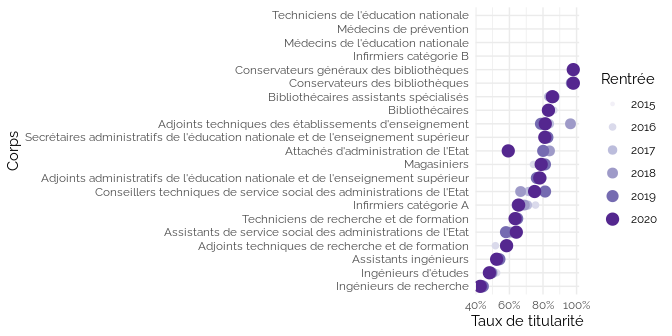 Corps
Techniciens de l'éducation nationale
Médecins de prévention
Médecins de l'éducation nationale
Infirmiers catégorie B
Conservateurs généraux des bibliothèques
Conservateurs des bibliothèques
Bibliothécaires assistants spécialisés
Bibliothécaires
Adjoints techniques des établissements d'enseignement
Secrétaires administratifs de l'éducation nationale et de l'enseignement supérieur
Attachés d'administration de l'Etat
Magasiniers
Adjoints administratifs de l'éducation nationale et de l'enseignement supérieur
Conseillers techniques de service social des administrations de l'Etat
Infirmiers catégorie A
Techniciens de recherche et de formation
Assistants de service social des administrations de l'Etat
Adjoints techniques de recherche et de formation
Assistants ingénieurs
Ingénieurs d'études
Ingénieurs de recherche
40% 60% 80% 100%
Taux de titularité
Rentrée
2015
2016
2017
2018
2019
2020